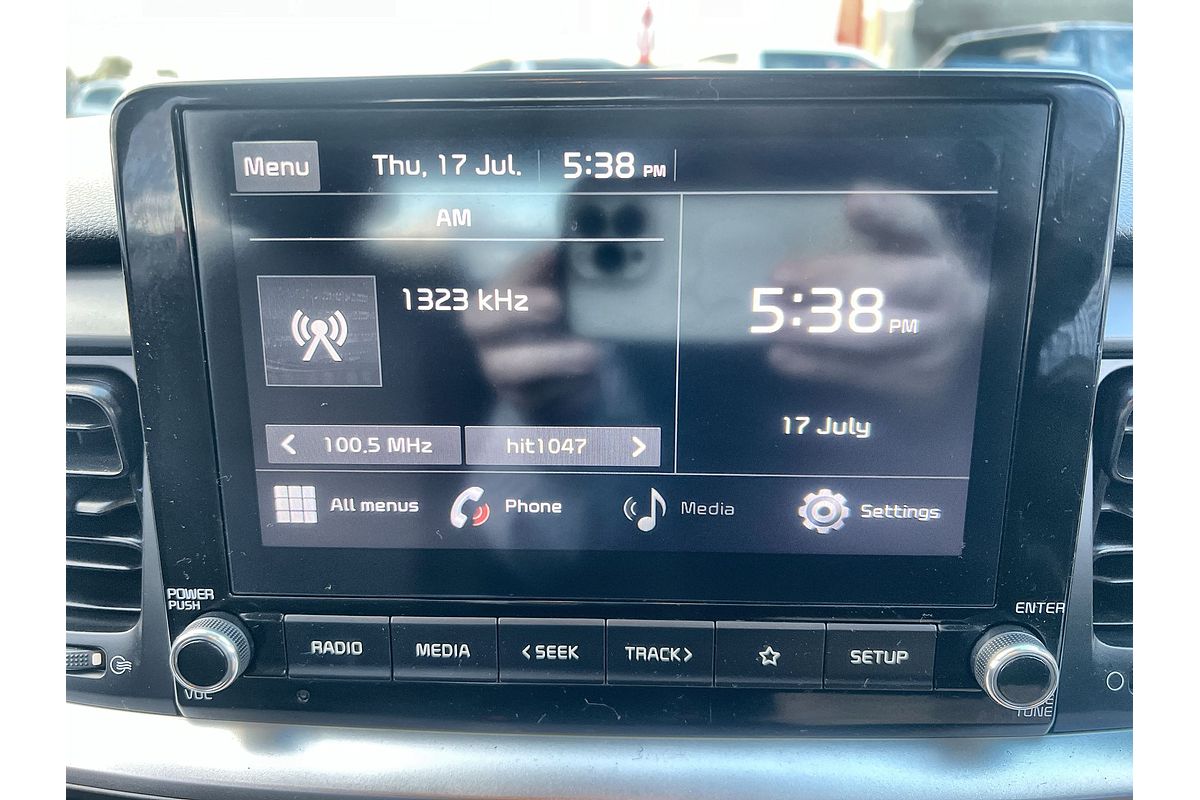 Menu Thu, 17 Jul. 5:38 PM
AM
1323 kHz
5:38 PM
17 July
< 100.5 MHz hit1047 >
All menus Phone Media Settings
POWER
PUSH
ENTER
RADIO MEDIA <SEEK TRACK> SETUP
VOL
TUNE